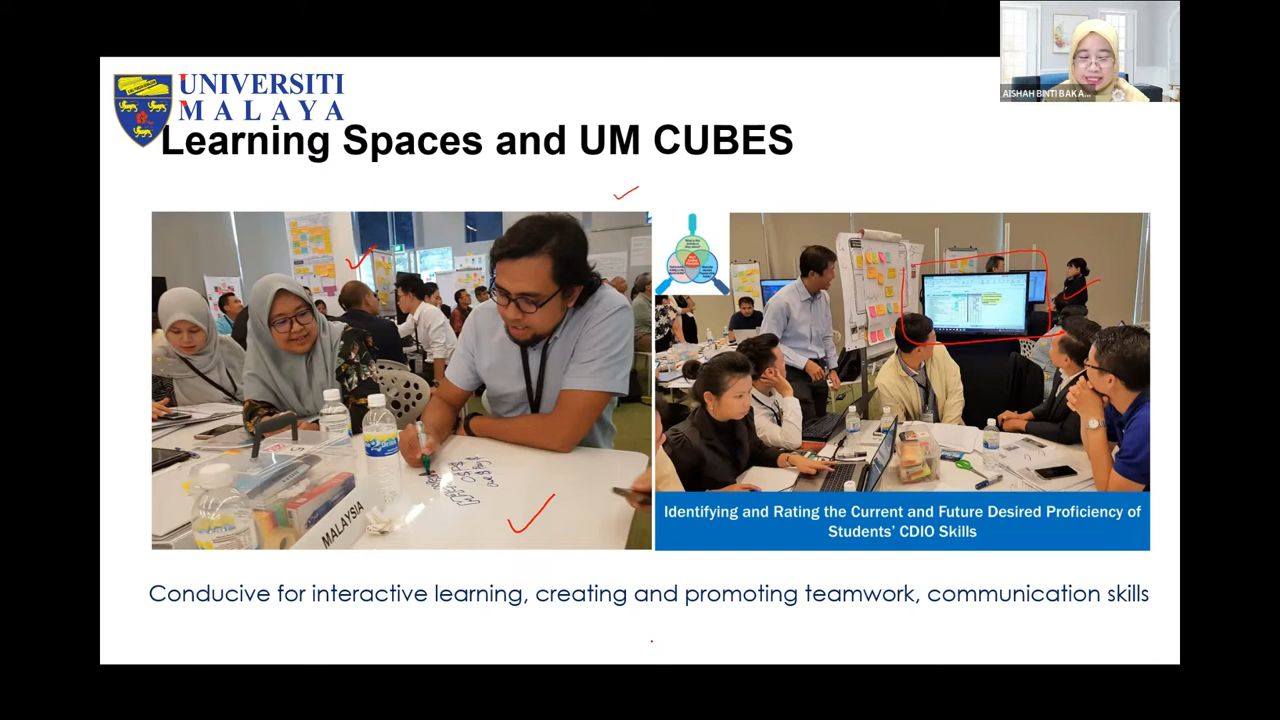 AISHAH BINTI BAKA...
UNIVERSITI
MALAYA
Learning Spaces and UM CUBES
MALAYSIA
Identifying and Rating the Current and Future Desired Proficiency of
Students' CDIO Skills
Conducive for interactive learning, creating and promoting teamwork, communication skills